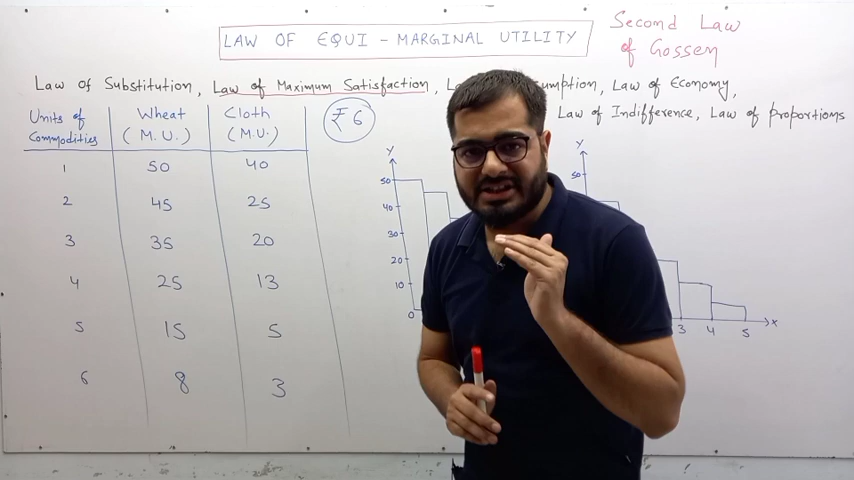 LAW OF EQUI - MARGINAL UTILITY
Second Law
of Gossen
Law of Substitution, Law of Maximum Satisfaction, Law of Economy,
Law of Indifference, Law of proportions
Units of Commodities Wheat (M.U.) Cloth (M.U.)
₹ 6
1 50 40
2 45 25
3 35 20
4 25 13
5 15 5
6 8 3
Y
50
40
30
20
10
0
Y
50
3 4 5 X